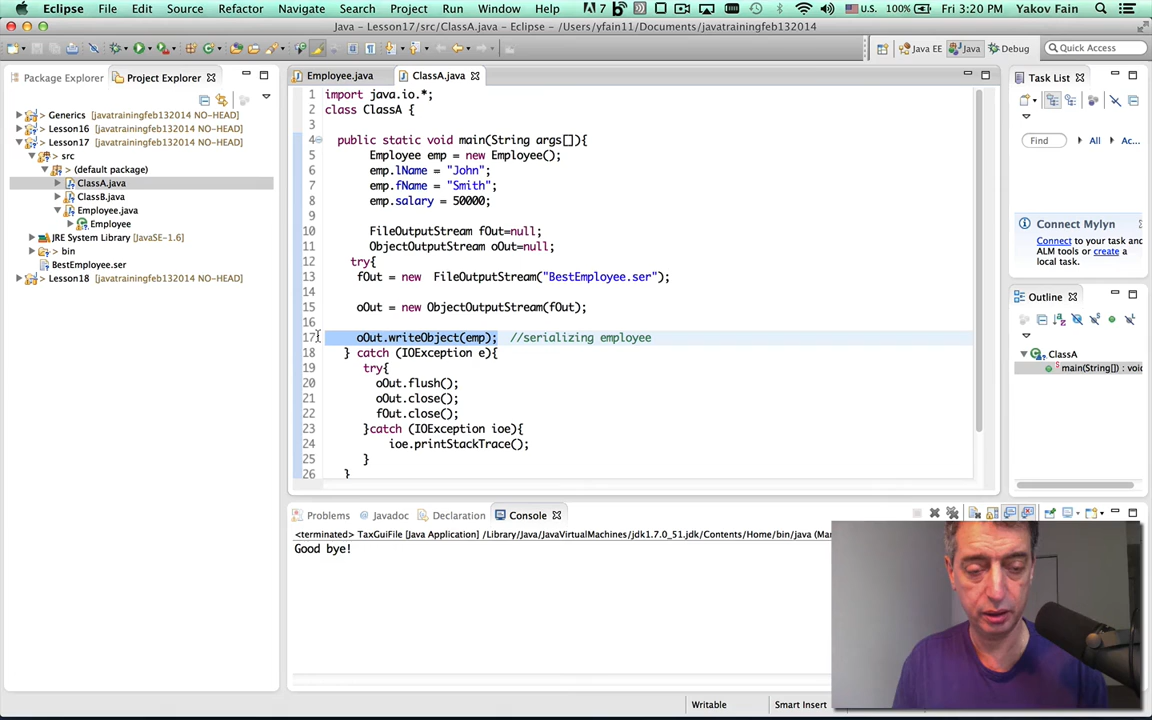 Eclipse File Edit Source Refactor Navigate Search Project Run Window Help 7 U.S. 100% Fri 3:20 PM Yakov Fain
Java - Lesson17/src/ClassA.java - Eclipse - /Users/yfain11/Documents/javatraningfeb132014
Java EE Java Debug Quick Access
Package Explorer Project Explorer
Employee.java ClassA.java
Task List
Generics [javatrainingfeb132014 NO-HEAD]
> Lesson16 [javatrainingfeb132014 NO-HEAD]
> Lesson17 [javatrainingfeb132014 NO-HEAD]
> src
> (default package)
ClassA.java
ClassB.java
Employee.java
Employee
JRE System Library [JavaSE-1.6]
> bin
BestEmployee.ser
> Lesson18 [javatrainingfeb132014 NO-HEAD]
1 import java.io.*;
2 class ClassA {
3
4 public static void main(String args[]){
5 Employee emp = new Employee();
6 emp.lName = "John";
7 emp.fName = "Smith";
8 emp.salary = 50000;
9
10 FileOutputStream fOut=null;
11 ObjectOutputStream oOut=null;
12 try{
13 fOut = new FileOutputStream("BestEmployee.ser");
15 oOut = new ObjectOutputStream(fOut);
16
17 oOut.writeObject(emp); //serializing employee
18 } catch (IOException e){
19 try{
20 oOut.flush();
21 oOut.close();
22 fOut.close();
23 }catch (IOException ioe){
24 ioe.printStackTrace();
25 }
26 }
Find All Ac...
Connect Mylyn
Connect to your task and
ALM tools or create a
local task.
Outline
ClassA
main(String[]) : voi
Problems Javadoc Declaration Console
<terminated> TaxGuiFile [Java Application] /Library/Java/JavaVirtualMachines/jdk1.7.0_51.jdk/Contents/Home/bin/java (Mar
Good bye!
Writable Smart Insert